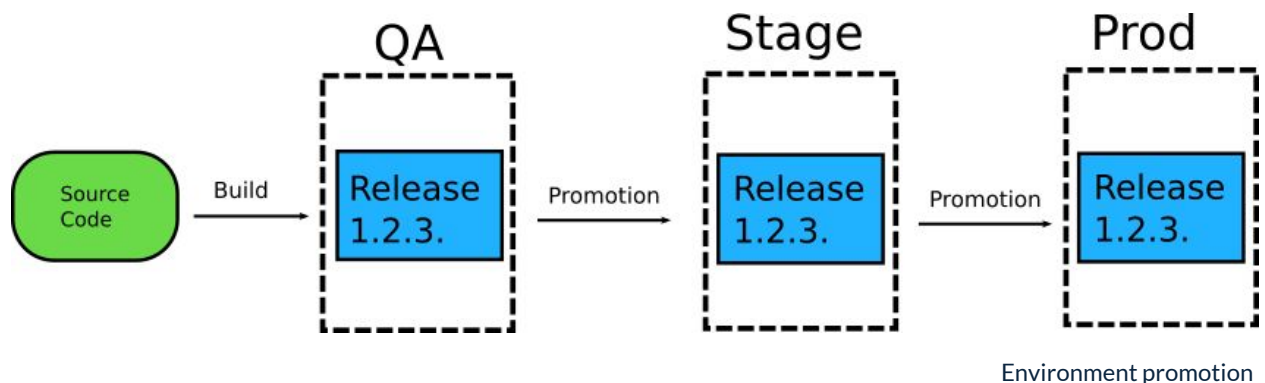 QA
Stage
Prod
Source
Code
Build
Release
1.2.3.
Promotion
Release
1.2.3.
Promotion
Release
1.2.3.
Environment promotion